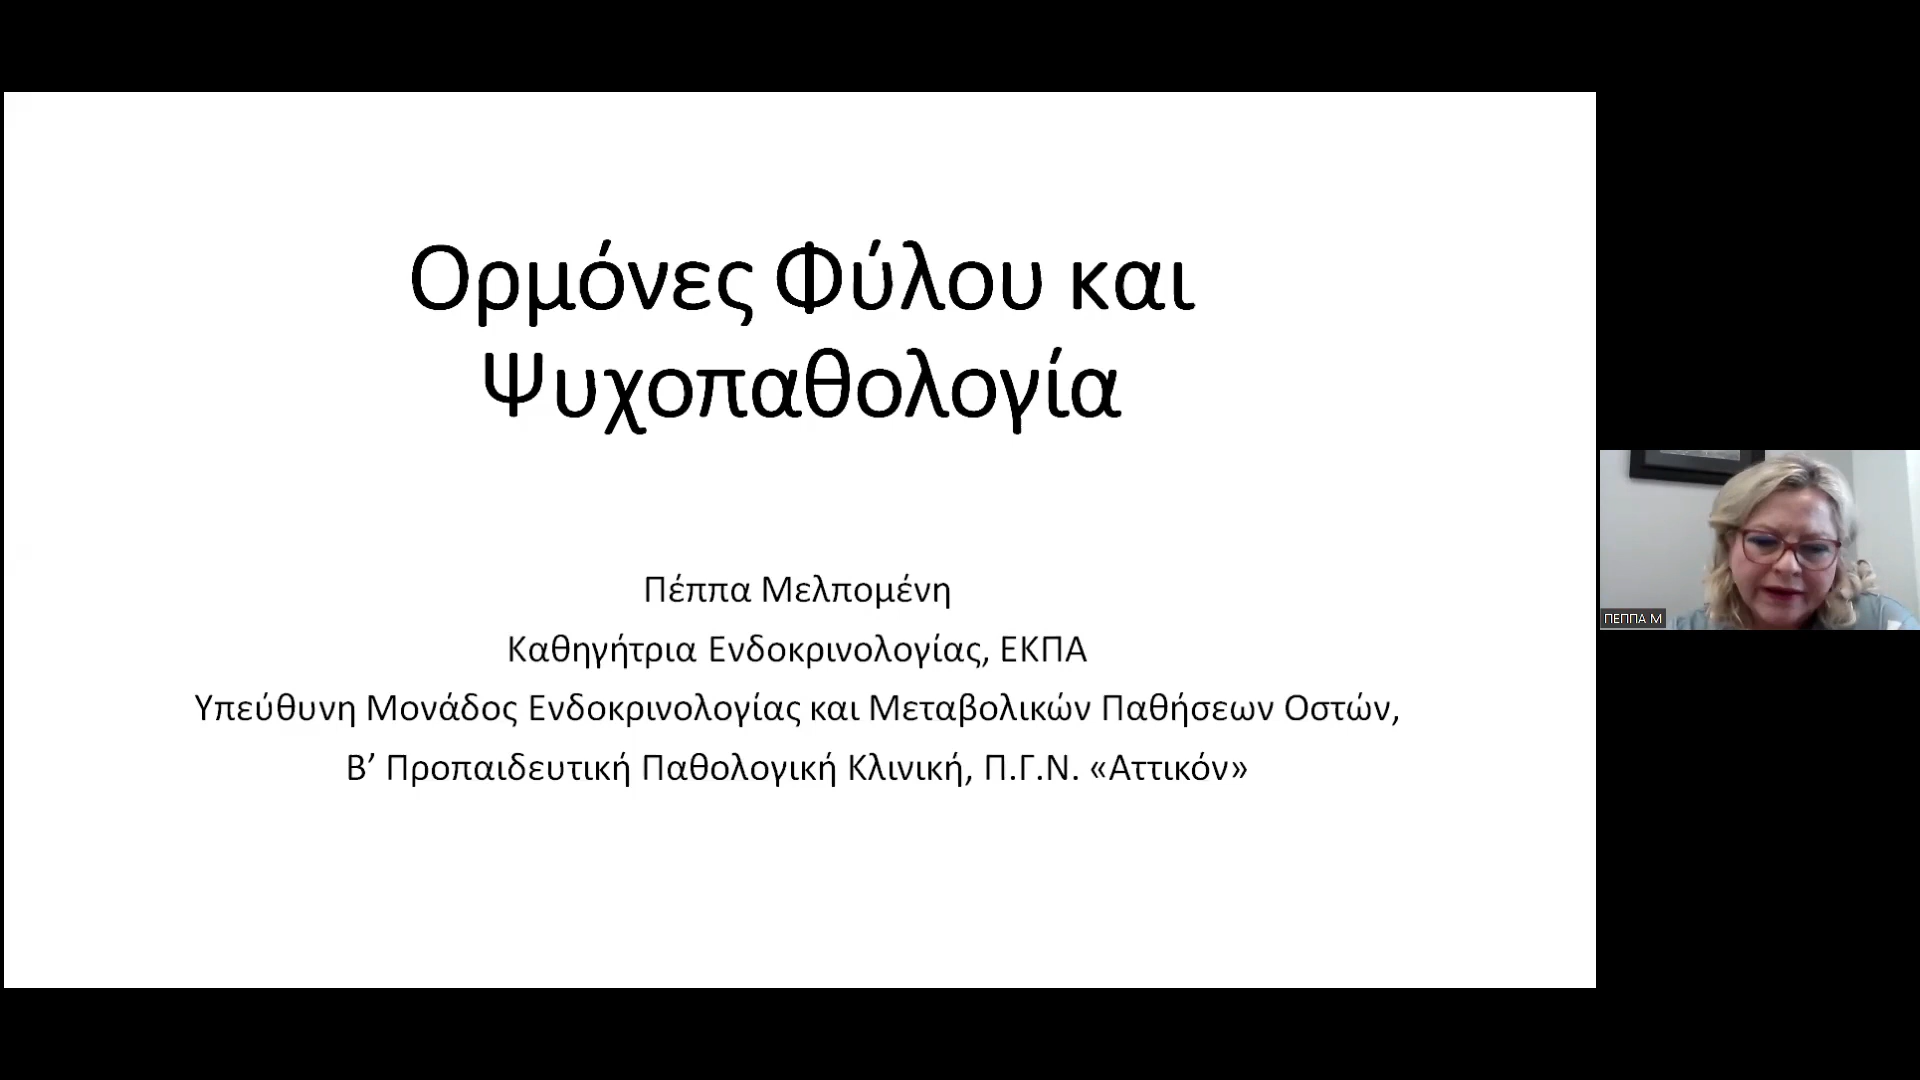 Ορμόνες Φύλου και
Ψυχοπαθολογία
Πέππα Μελπομένη
Καθηγήτρια Ενδοκρινολογίας, ΕΚΠΑ
Υπεύθυνη Μονάδος Ενδοκρινολογίας και Μεταβολικών Παθήσεων Οστών,
Β’ Προπαιδευτική Παθολογική Κλινική, Π.Γ.Ν. «Αττικόν»
ΠΕΠΠΑ Μ